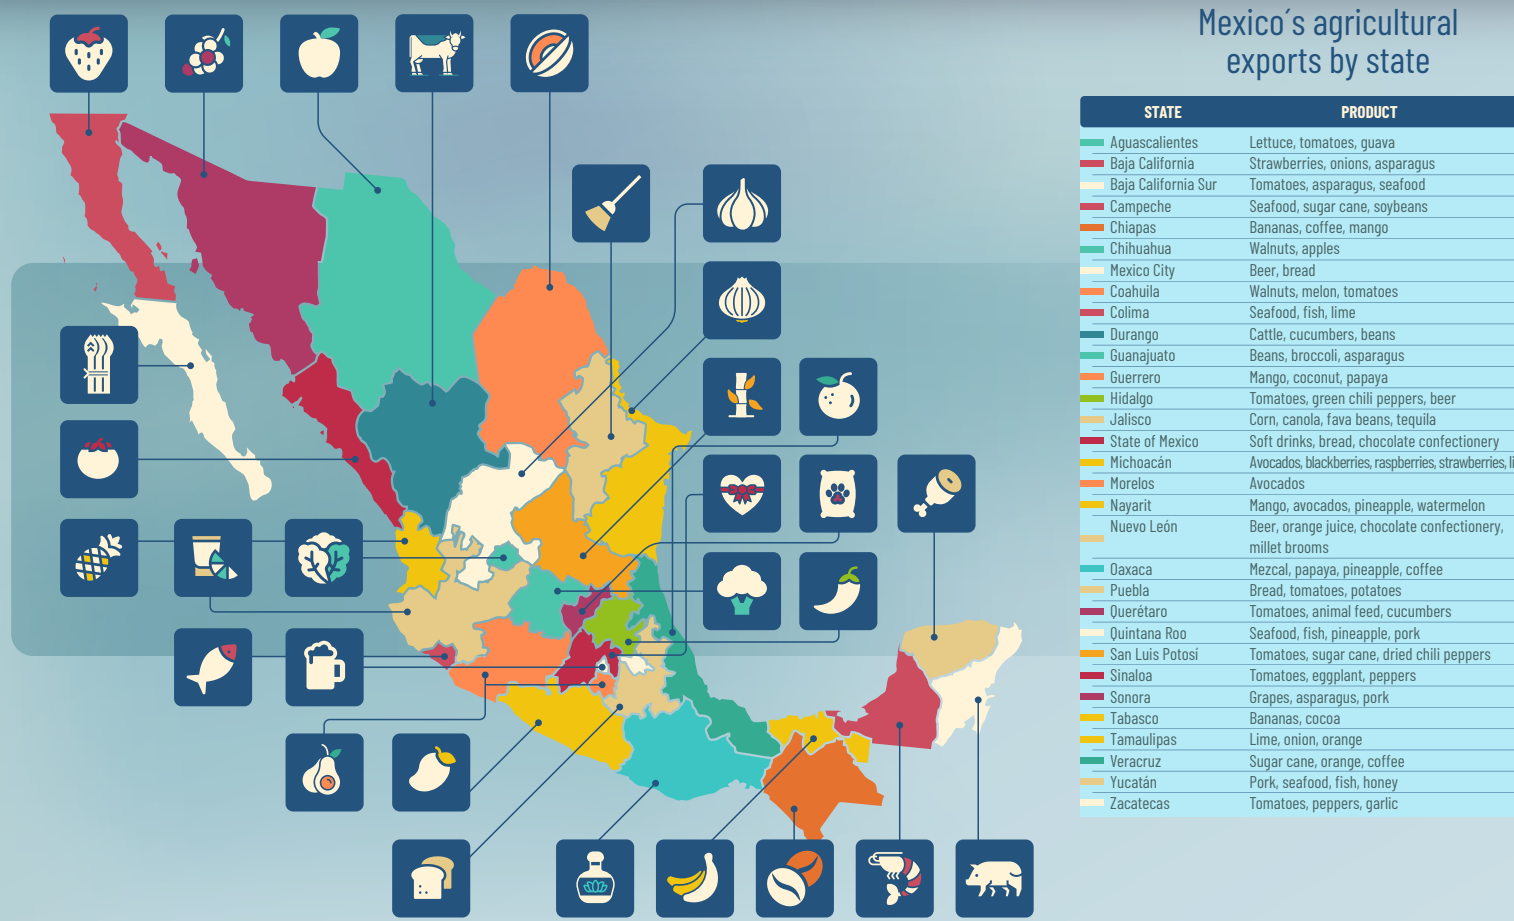 Mexico´s agricultural
exports by state
STATE PRODUCT
Aguascalientes Lettuce, tomatoes, guava
Baja California Strawberries, onions, asparagus
Baja California Sur Tomatoes, asparagus, seafood
Campeche Seafood, sugar cane, soybeans
Chiapas Bananas, coffee, mango
Chihuahua Walnuts, apples
Mexico City Beer, bread
Coahuila Walnuts, melon, tomatoes
Colima Seafood, fish, lime
Durango Cattle, cucumbers, beans
Guanajuato Beans, broccoli, asparagus
Guerrero Mango, coconut, papaya
Hidalgo Tomatoes, green chili peppers, beer
Jalisco Corn, canola, fava beans, tequila
State of Mexico Soft drinks, bread, chocolate confectionery
Michoacán Avocados, blackberries, raspberries, strawberries,
Morelos Avocados
Nayarit Mango, avocados, pineapple, watermelon
Nuevo León Beer, orange juice, chocolate confectionery,
millet brooms
Oaxaca Mezcal, papaya, pineapple, coffee
Puebla Bread, tomatoes, potatoes
Querétaro Tomatoes, animal feed, cucumbers
Quintana Roo Seafood, fish, pineapple, pork
San Luis Potosí Tomatoes, sugar cane, dried chili peppers
Sinaloa Tomatoes, eggplant, peppers
Sonora Grapes, asparagus, pork
Tabasco Bananas, cocoa
Tamaulipas Lime, onion, orange
Veracruz Sugar cane, orange, coffee
Yucatán Pork, seafood, fish, honey
Zacatecas Tomatoes, peppers, garlic